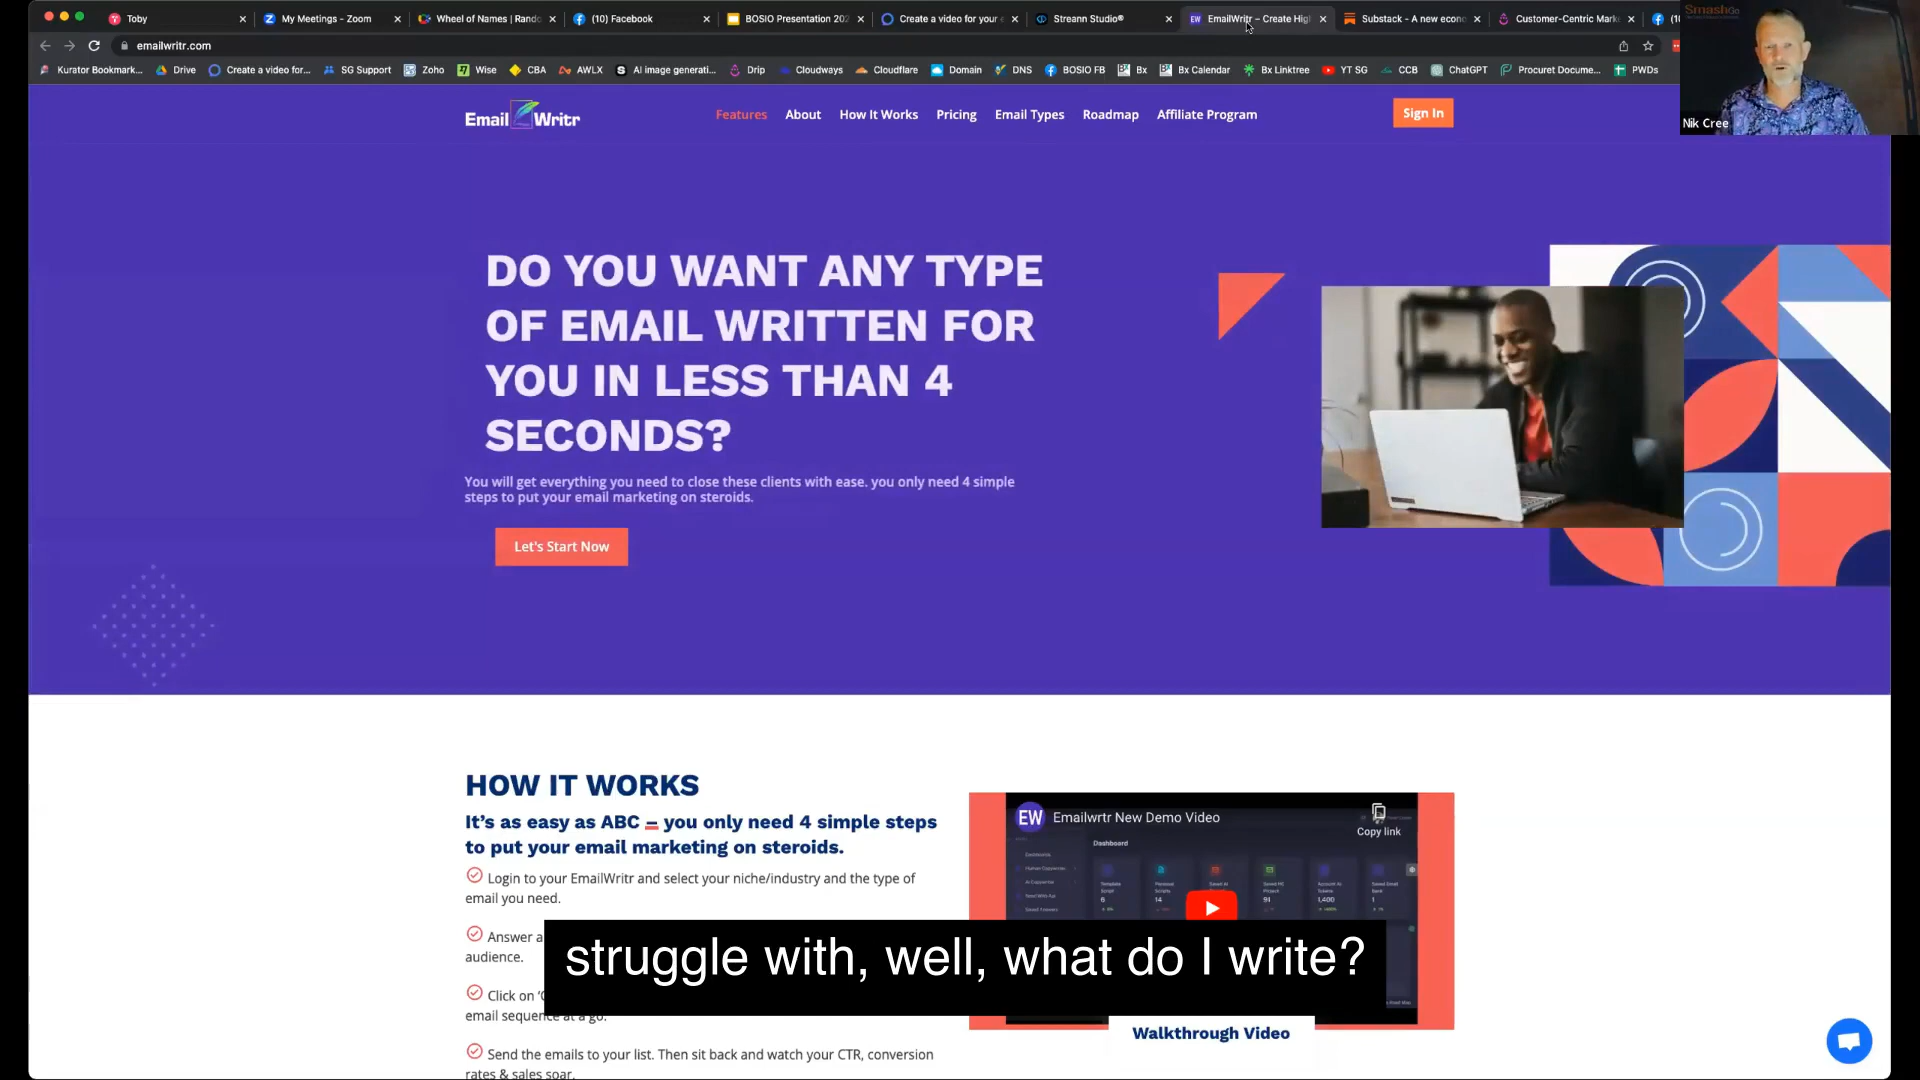 Toby
My Meetings - Zoom
Wheel of Names | Rando
(10) Facebook
BOSIO Presentation 202
Create a video for your e
Streann Studio®
EmailWritr – Create High
Substack - A new econo
Customer-Centric Marke
emailwritr.com
Kurator Bookmark...
Drive
Create a video for...
SG Support
Zoho
Wise
CBA
AWLX
AI image generati...
Drip
Cloudways
Cloudflare
Domain
DNS
BOSIO FB
Bx
Bx Calendar
Bx Linktree
YT SG
CCB
ChatGPT
Procuret Docume...
PWDs
SmashGo
Nik Cree
Email Writr
Features
About
How It Works
Pricing
Email Types
Roadmap
Affiliate Program
Sign In
DO YOU WANT ANY TYPE
OF EMAIL WRITTEN FOR
YOU IN LESS THAN 4
SECONDS?
You will get everything you need to close these clients with ease. you only need 4 simple
steps to put your email marketing on steroids.
Let's Start Now
HOW IT WORKS
It's as easy as ABC – you only need 4 simple steps
to put your email marketing on steroids.
Login to your EmailWritr and select your niche/industry and the type of
email you need.
Answer a
audience.
Click on
email sequence at a go.
Send the emails to your list. Then sit back and watch your CTR, conversion
rates & sales soar.
EW
Emailwrtr New Demo Video
Copy link
Dashboard
struggle with, well, what do I write?
Walkthrough Video